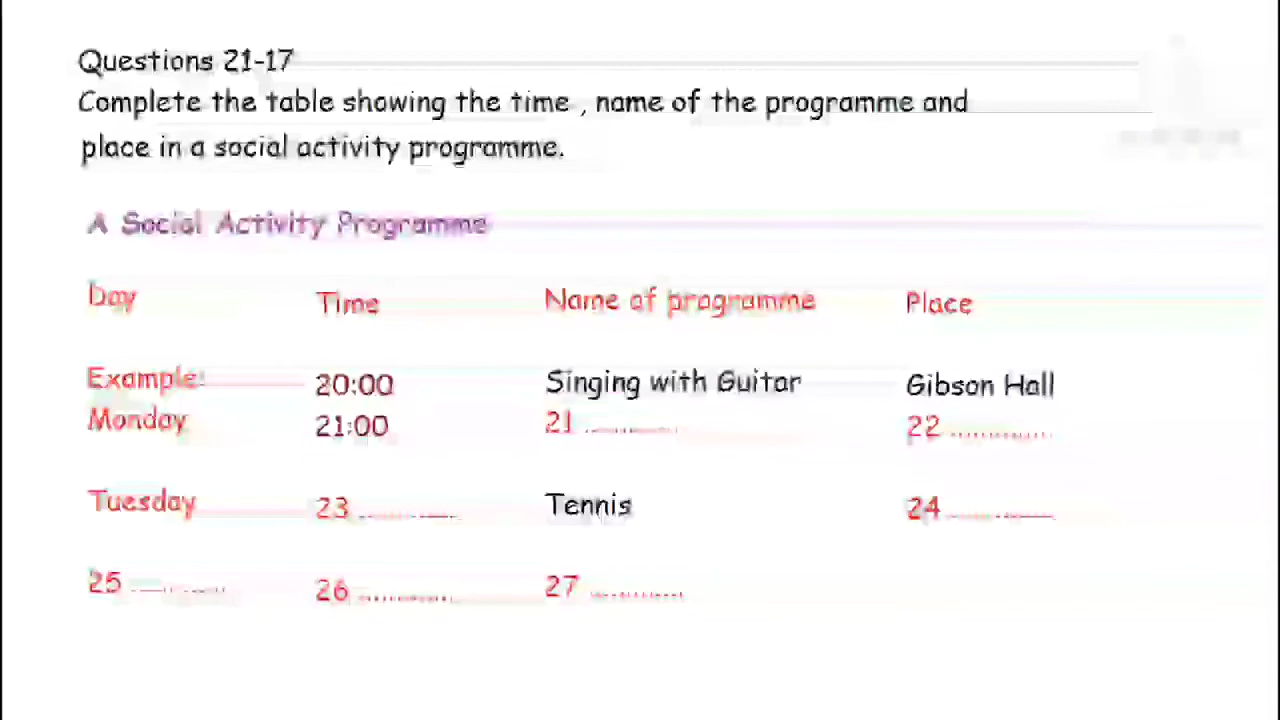 Questions 21-17
Complete the table showing the time , name of the programme and
place in a social activity programme.
A Social Activity Programme
Day Time Name of programme Place
Example: 20:00 Singing with Guitar Gibson Hall
Monday 21:00 21 ............ 22 ............
Tuesday 23 ............ Tennis 24 ............
25 ............ 26 ............ 27 ............